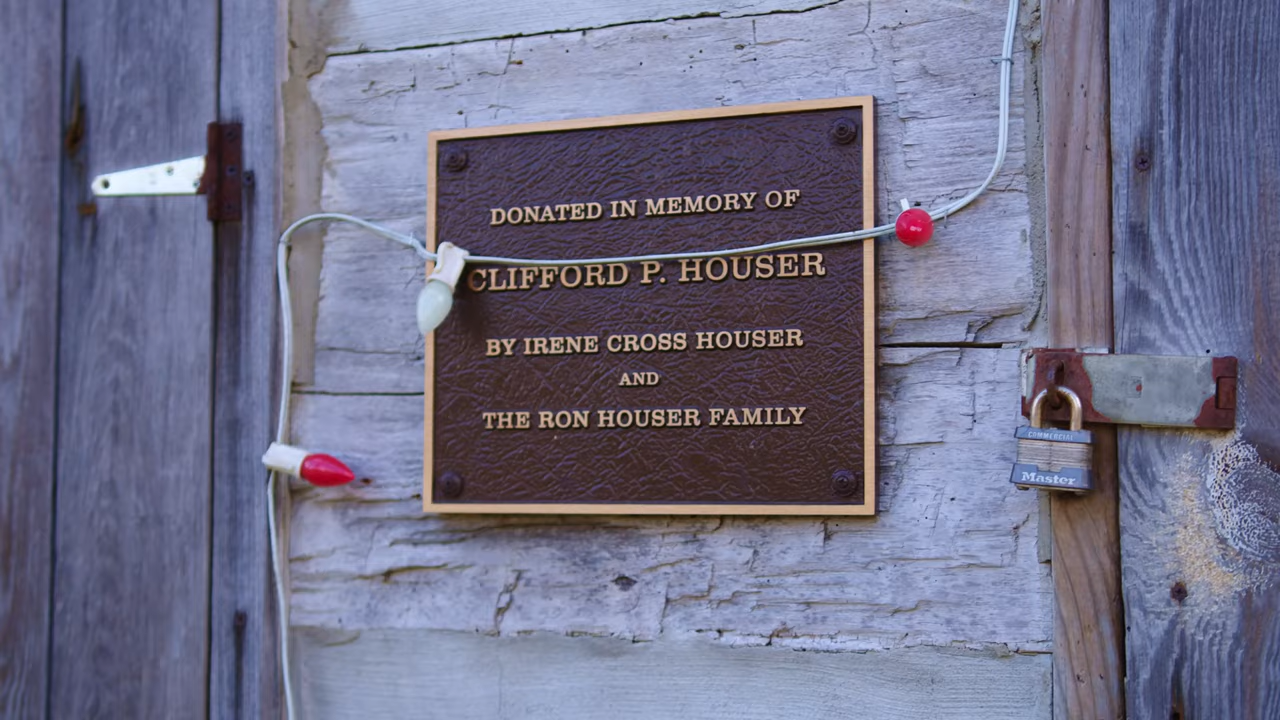 DONATED IN MEMORY OF
CLIFFORD P. HOUSER
BY IRENE CROSS HOUSER
AND
THE RON HOUSER FAMILY
COMMERCIAL
Master